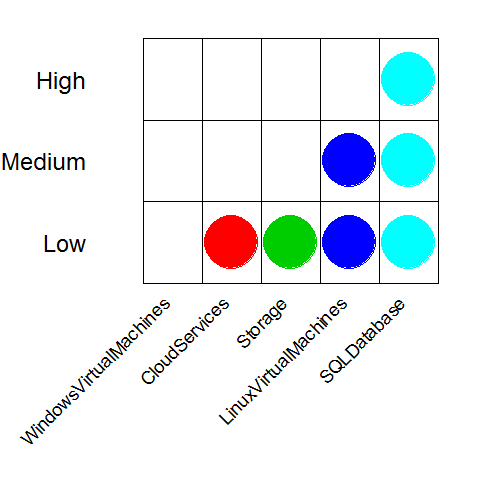 High
Medium
Low
WindowsVirtualMachines
CloudServices
Storage
LinuxVirtualMachines
SQLDatabase